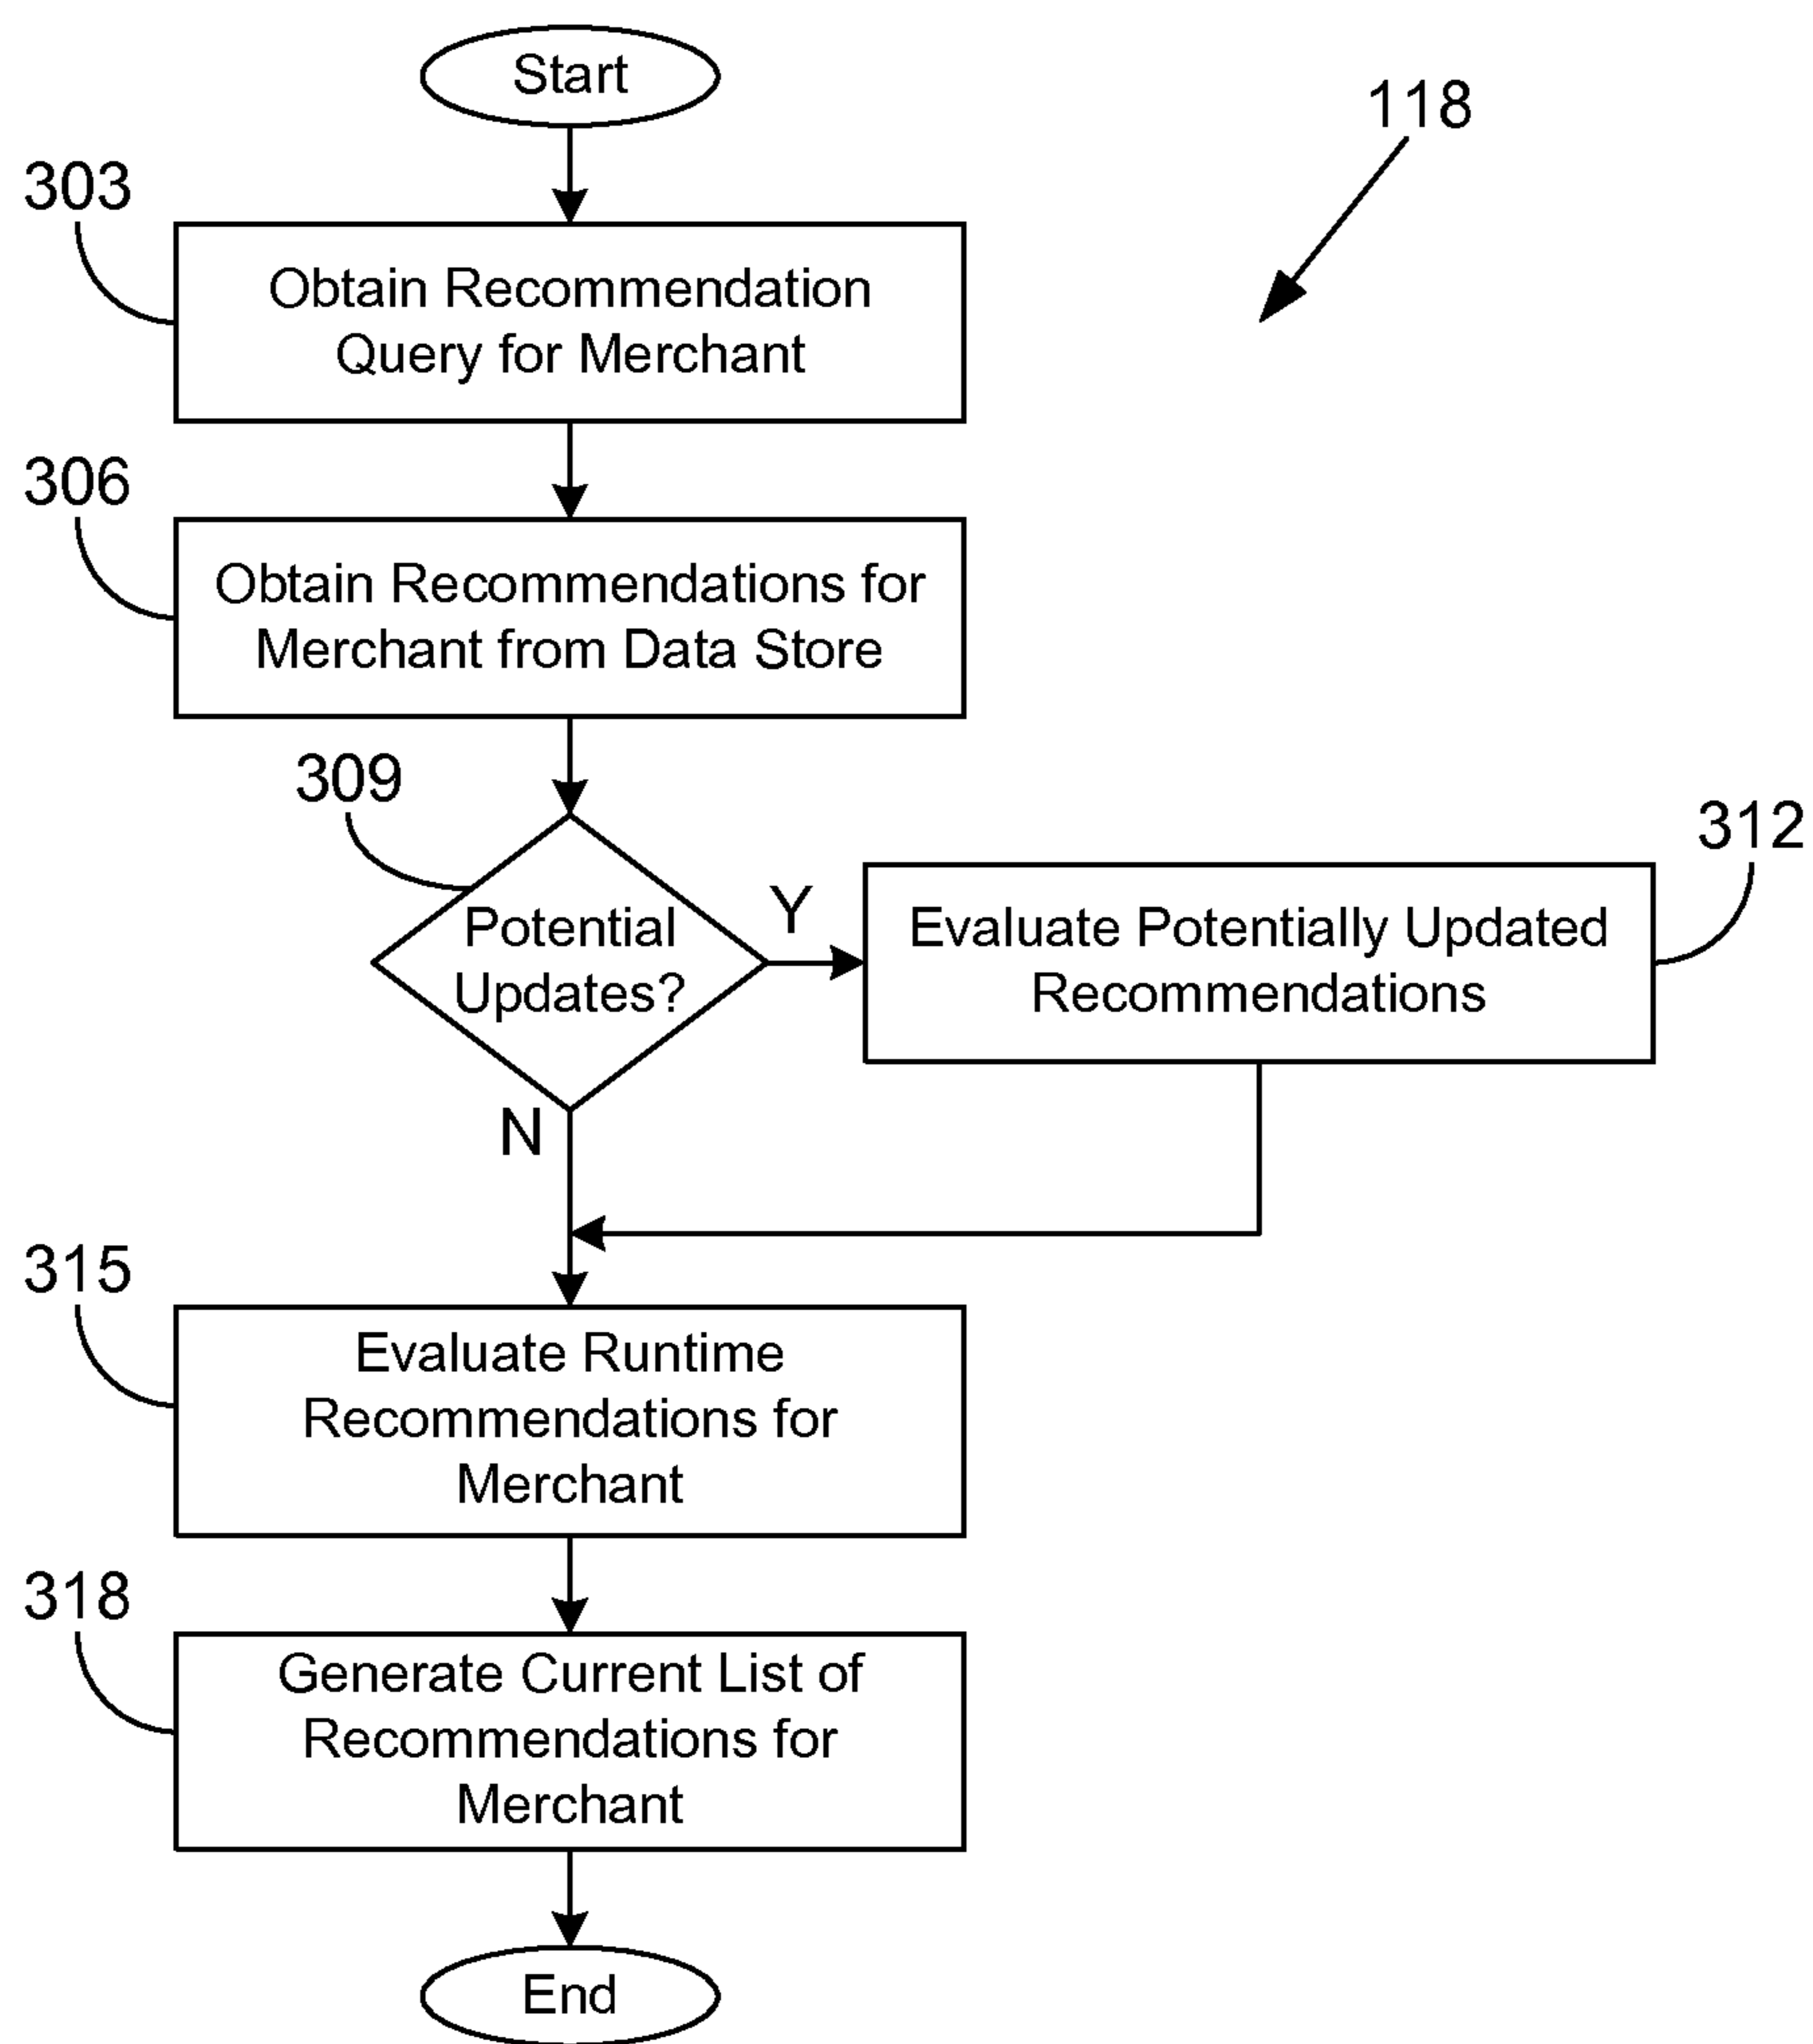 Start
118
303
Obtain Recommendation
Query for Merchant
306
Obtain Recommendations for
Merchant from Data Store
309
312
Potential
Updates?
Y
Evaluate Potentially Updated
Recommendations
N
315
Evaluate Runtime
Recommendations for
Merchant
318
Generate Current List of
Recommendations for
Merchant
End